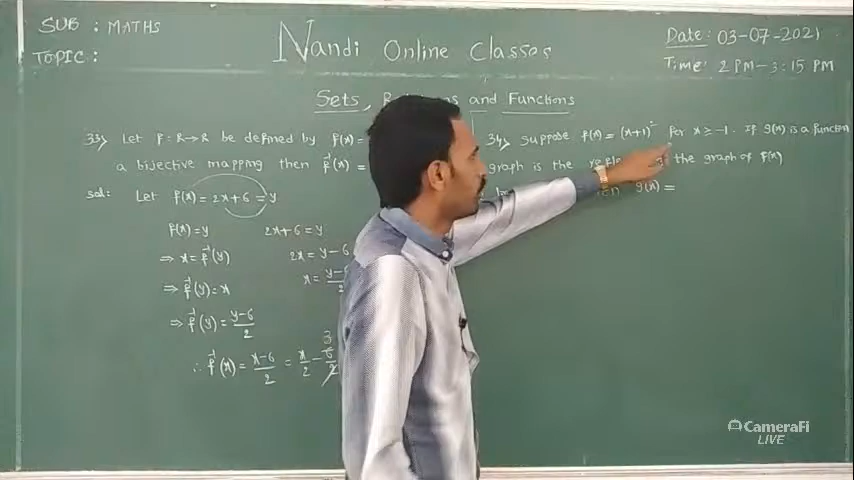 SUB : MATHS
TOPIC :
Nandi Online Classes
Date: 03-07-2021
Time: 2 PM-3:15 PM
Sets, and Functions
33) Let f: R→R be defined by f(x) =
a bijective mapping then f⁻¹(x) =
Sol: Let f(x) = 2x+6 = y
f(x) = y 2x+6 = y
⇒ x = f⁻¹(y) 2x = y-6
⇒ f⁻¹(y) = x x =
⇒ f⁻¹(y) = (y-6)/2
∴ f⁻¹(x) = (x-6)/2 = x/2 - 6/2 3
34) Suppose f(x) = (x+1)² for x ≥ -1. If g(x) is a function
graph is the the graph of f(x)
g(x) =
CameraFi
LIVE